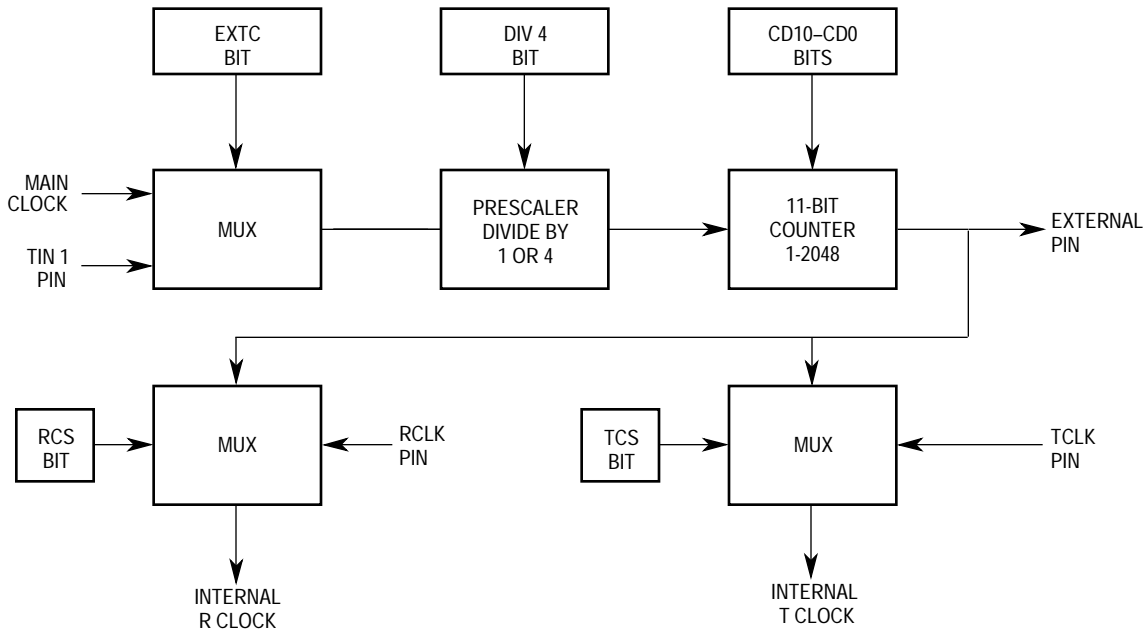 EXTC
BIT
DIV 4
BIT
CD10–CD0
BITS
MAIN
CLOCK
TIN 1
PIN
MUX
PRESCALER
DIVIDE BY
1 OR 4
11-BIT
COUNTER
1-2048
EXTERNAL
PIN
RCS
BIT
MUX
RCLK
PIN
TCS
BIT
MUX
TCLK
PIN
INTERNAL
R CLOCK
INTERNAL
T CLOCK